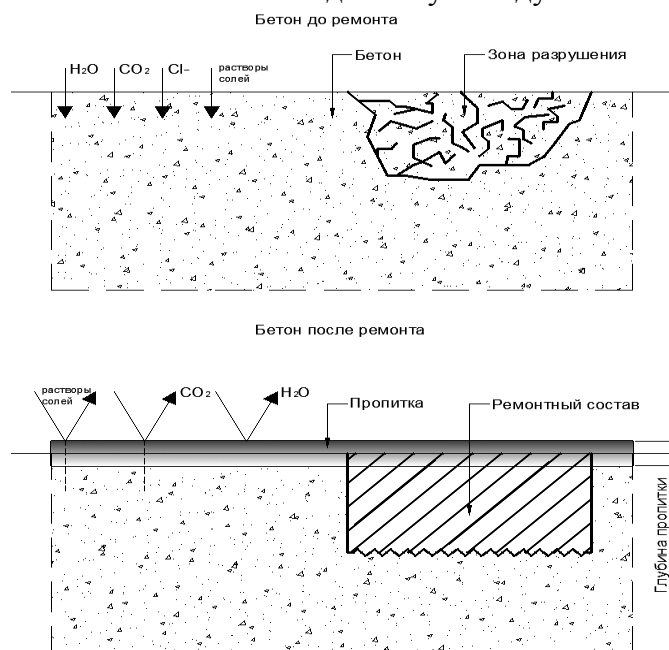 Бетон до ремонта
H₂O
CO₂
Cl–
растворы
солей
Бетон
Зона разрушения
Бетон после ремонта
растворы
солей
CO₂
H₂O
Пропитка
Ремонтный состав
Глубина пропитки